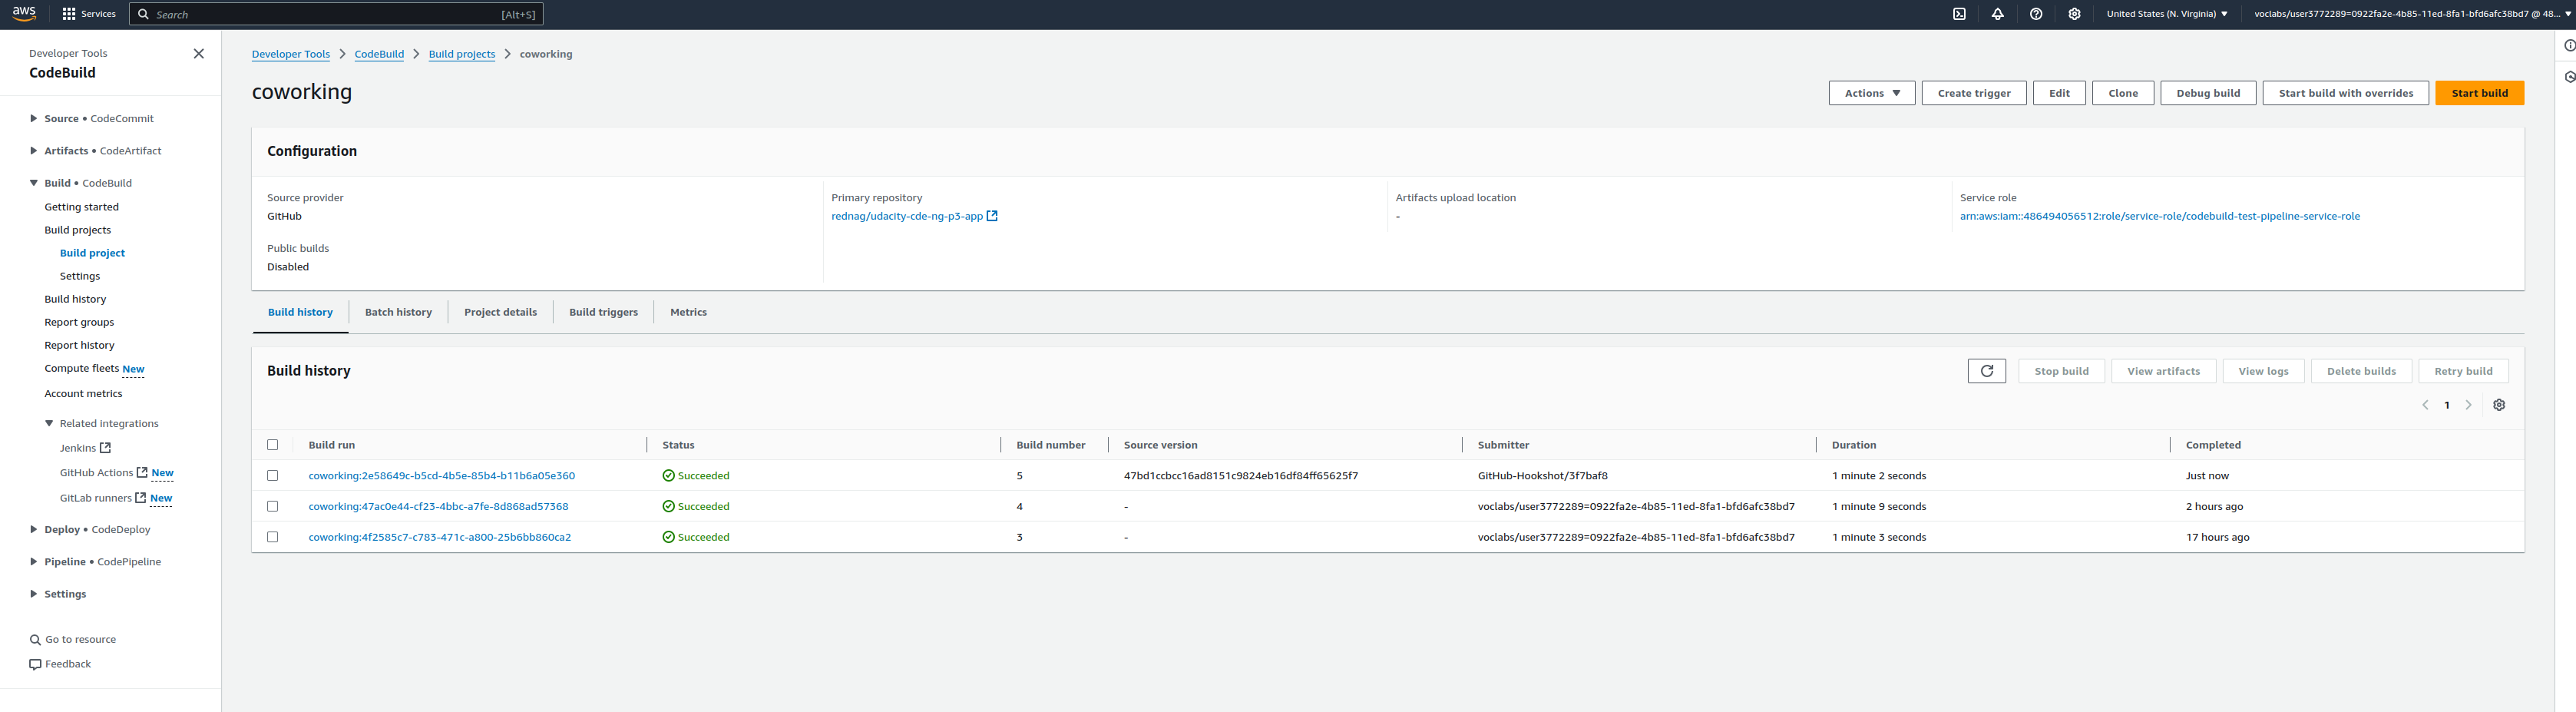 aws Services Search [Alt+S] United States (N. Virginia) voclabs/user3772289=0922fa2e-4b85-11ed-8fa1-bfd6afc38bd7 @ 48...
Developer Tools
CodeBuild
Source • CodeCommit
Artifacts • CodeArtifact
Build • CodeBuild
Getting started
Build projects
Build project
Settings
Build history
Report groups
Report history
Compute fleets New
Account metrics
Related integrations
Jenkins
GitHub Actions New
GitLab runners New
Deploy • CodeDeploy
Pipeline • CodePipeline
Settings
Go to resource
Feedback
Developer Tools CodeBuild Build projects coworking
coworking
Actions Create trigger Edit Clone Debug build Start build with overrides Start build
Configuration
Source provider
GitHub
Primary repository
rednag/udacity-cde-ng-p3-app
Artifacts upload location
-
Service role
arn:aws:iam::486494056512:role/service-role/codebuild-test-pipeline-service-role
Public builds
Disabled
Build history Batch history Project details Build triggers Metrics
Build history
Stop build View artifacts View logs Delete builds Retry build
1
Build run Status Build number Source version Submitter Duration Completed
coworking:2e58649c-b5cd-4b5e-85b4-b11b6a05e360 Succeeded 5 47bd1ccbcc16ad8151c9824eb16df84ff65625f7 GitHub-Hookshot/3f7baf8 1 minute 2 seconds Just now
coworking:47ac0e44-cf23-4bbc-a7fe-8d868ad57368 Succeeded 4 - voclabs/user3772289=0922fa2e-4b85-11ed-8fa1-bfd6afc38bd7 1 minute 9 seconds 2 hours ago
coworking:4f2585c7-c783-471c-a800-25b6bb860ca2 Succeeded 3 - voclabs/user3772289=0922fa2e-4b85-11ed-8fa1-bfd6afc38bd7 1 minute 3 seconds 17 hours ago